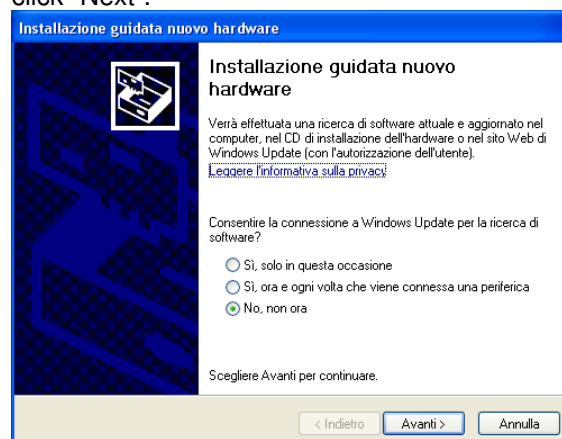 click "Next".
Installazione guidata nuovo hardware
Installazione guidata nuovo
hardware
Verrà effettuata una ricerca di software attuale e aggiornato nel
computer, nel CD di installazione dell'hardware o nel sito Web di
Windows Update (con l'autorizzazione dell'utente).
Leggere l'informativa sulla privacy
Consentire la connessione a Windows Update per la ricerca di
software?
Sì, solo in questa occasione
Sì, ora e ogni volta che viene connessa una periferica
No, non ora
Scegliere Avanti per continuare.
< Indietro
Avanti >
Annulla